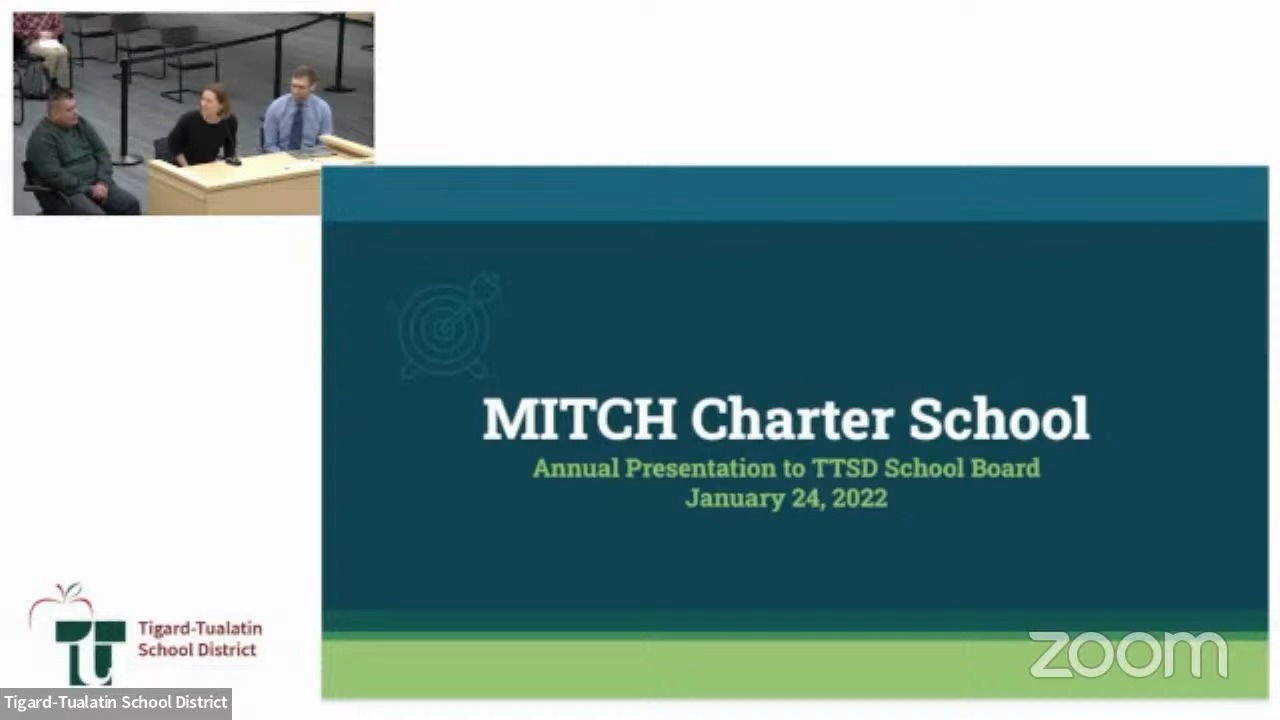 MITCH Charter School
Annual Presentation to TTSD School Board
January 24, 2022
Tigard-Tualatin
School District
zoom
Tigard-Tualatin School District